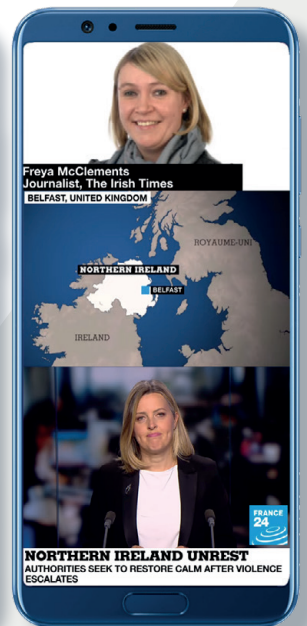 Freya McClements
Journalist, The Irish Times
BELFAST, UNITED KINGDOM
ROYAUME-UNI
NORTHERN IRELAND
BELFAST
IRELAND
FRANCE
24
NORTHERN IRELAND UNREST
AUTHORITIES SEEK TO RESTORE CALM AFTER VIOLENCE
ESCALATES